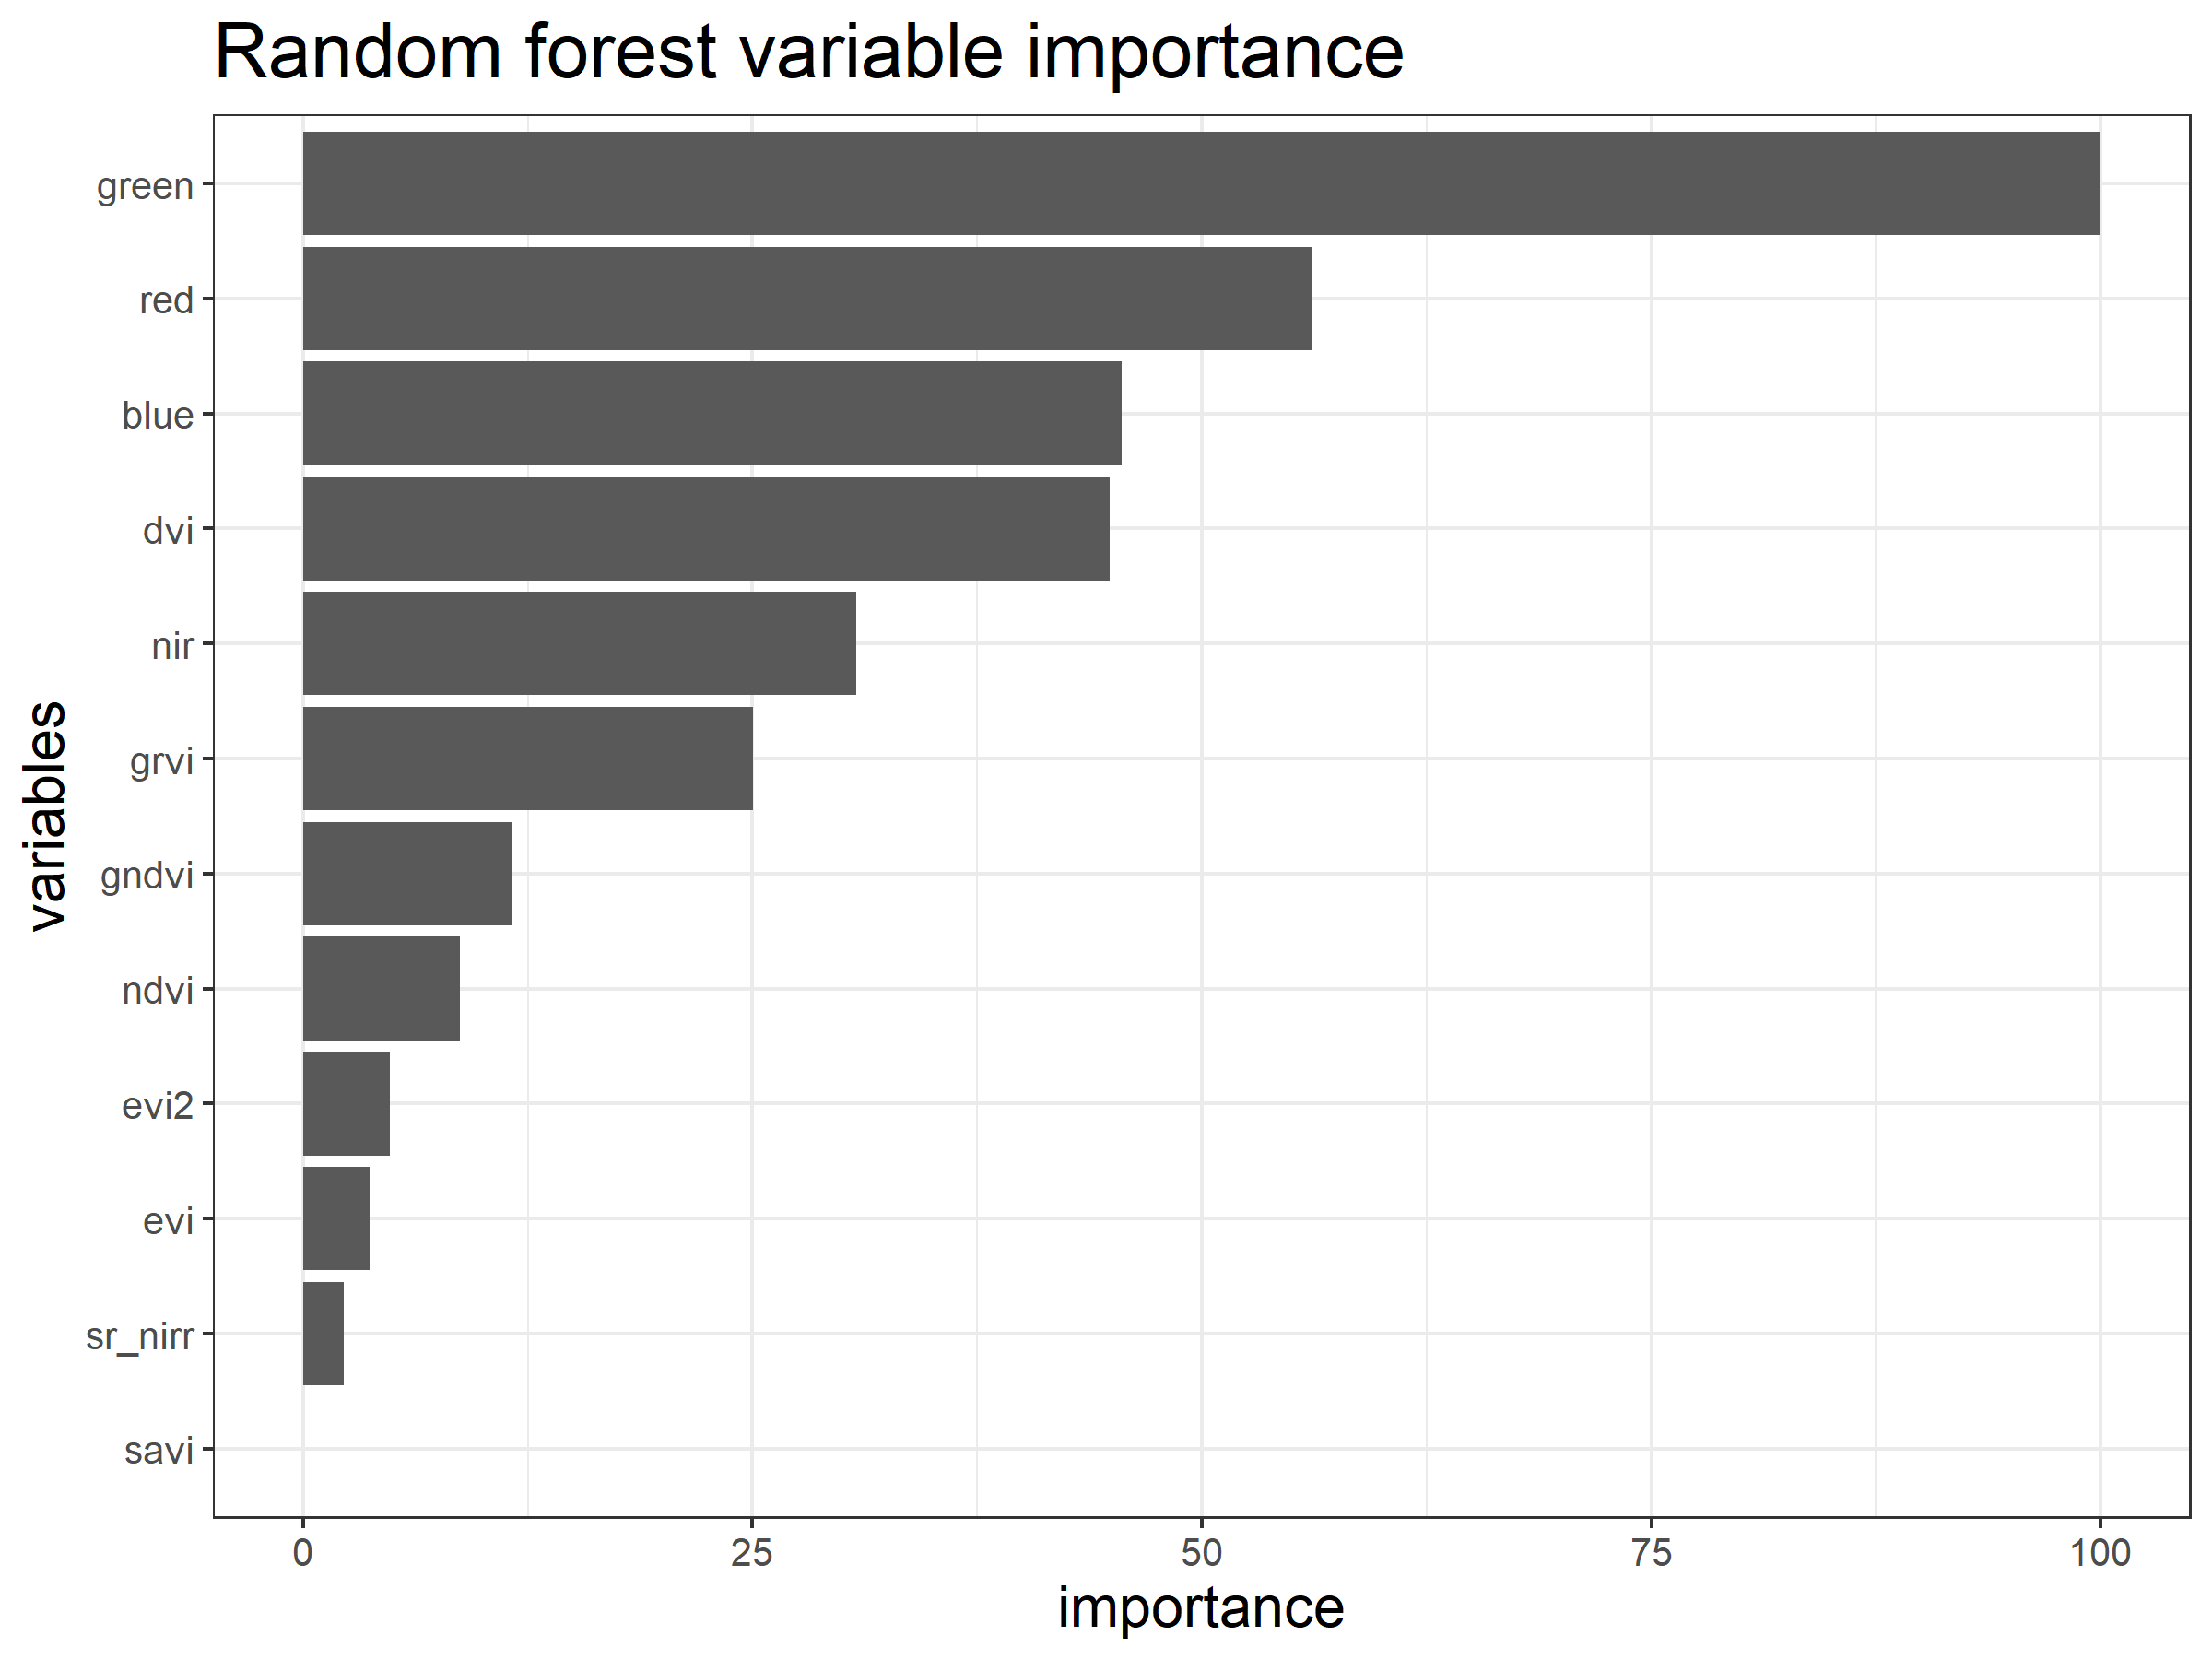 Random forest variable importance
green
red
blue
dvi
nir
grvi
gndvi
ndvi
evi2
evi
sr_nirr
savi
variables
0 25 50 75 100
importance